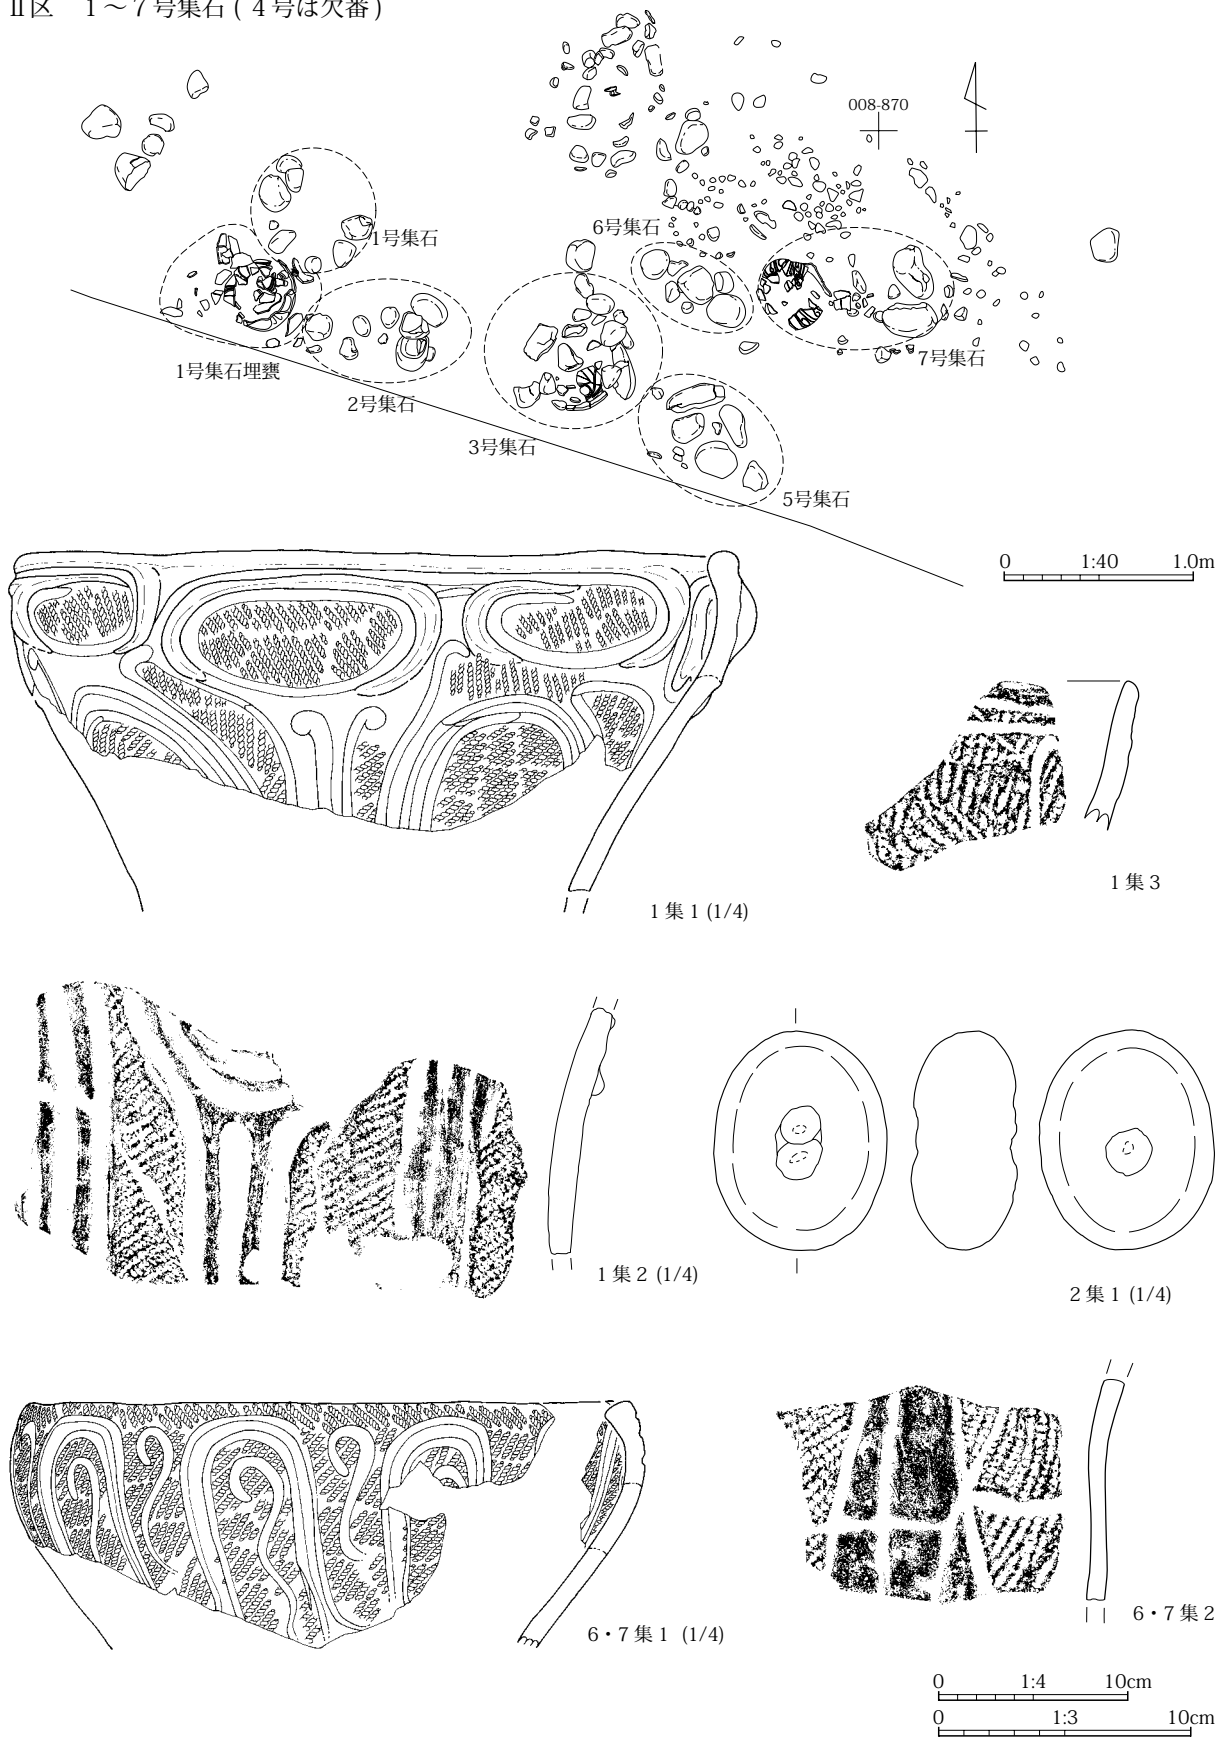 Ⅱ区　１～７号集石 ( ４号は欠番 )
008-870
6号集石
1号集石
7号集石
1号集石埋甕
2号集石
3号集石
5号集石
0 1:40 1.0m
1 集 3
1 集 1 (1/4)
1 集 2 (1/4)
2 集 1 (1/4)
6・7 集 1 (1/4)
6・7 集 2
0 1:4 10cm
0 1:3 10cm